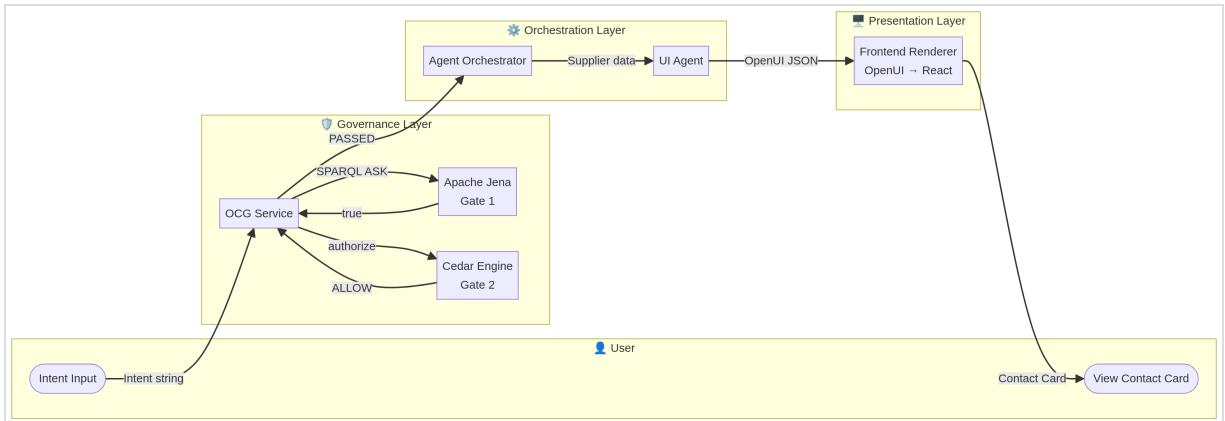 🖥️ Presentation Layer
⚙️ Orchestration Layer
Frontend Renderer
OpenUI → React
Agent Orchestrator
Supplier data
UI Agent
OpenUI JSON
🛡️ Governance Layer
PASSED
SPARQL ASK
Apache Jena
Gate 1
OCG Service
true
authorize
Cedar Engine
Gate 2
ALLOW
👤 User
Intent Input
Intent string
Contact Card
View Contact Card